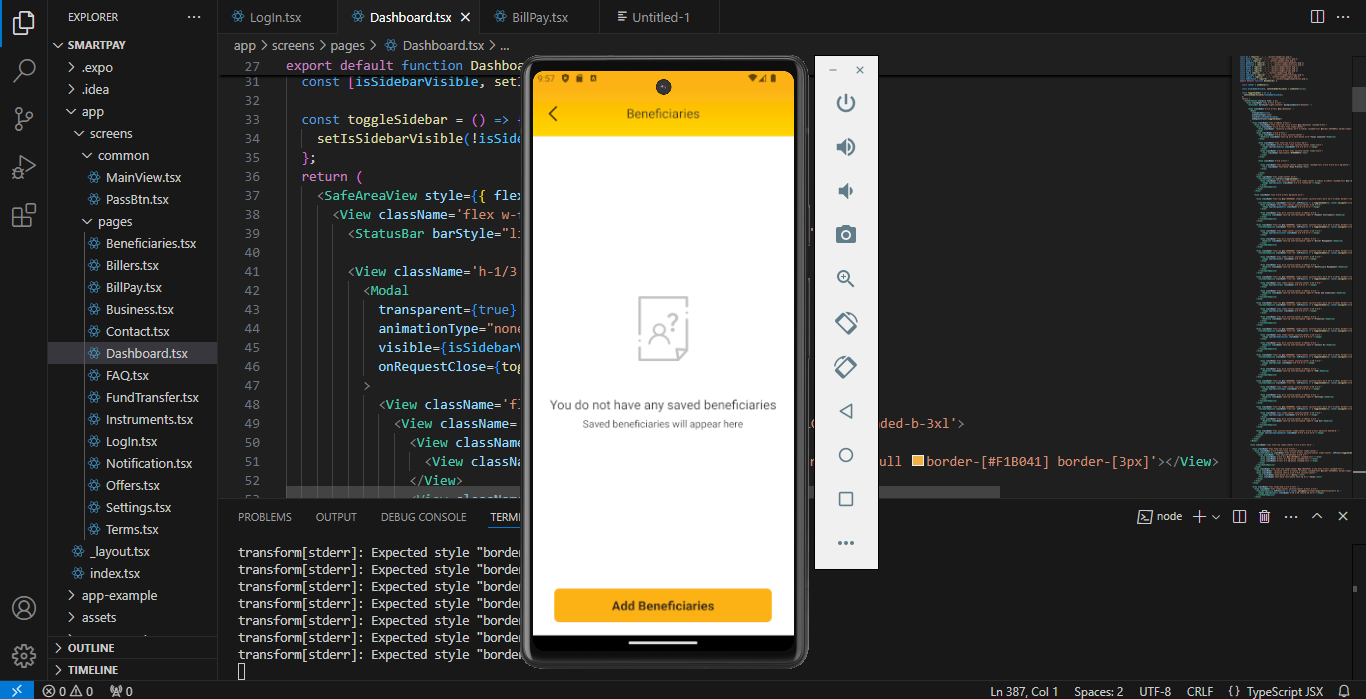 EXPLORER
SMARTPAY
.expo
.idea
app
screens
common
MainView.tsx
PassBtn.tsx
pages
Beneficiaries.tsx
Billers.tsx
BillPay.tsx
Business.tsx
Contact.tsx
Dashboard.tsx
FAQ.tsx
FundTransfer.tsx
Instruments.tsx
LogIn.tsx
Notification.tsx
Offers.tsx
Settings.tsx
Terms.tsx
_layout.tsx
index.tsx
app-example
assets
OUTLINE
TIMELINE
LogIn.tsx
Dashboard.tsx
BillPay.tsx
Untitled-1
app > screens > pages > Dashboard.tsx > ...
27 export default function Dashbo
31 const [isSidebarVisible, set
32
33 const toggleSidebar = () =>
34 setIsSidebarVisible(!isSide
35 };
36 return (
37 <SafeAreaView style={{ flex
38 <View className='flex w-f
39 <StatusBar barStyle="li
40
41 <View className='h-1/3
42 <Modal
43 transparent={true}
44 animationType="none
45 visible={isSidebarV
46 onRequestClose={tog
47 >
48 <View className='fl
49 <View className=' nded-b-3xl'>
50 <View classNa
51 <View classNa ull border-[#F1B041] border-[3px]'></View>
52 </View>
9:57
Beneficiaries
You do not have any saved beneficiaries
Saved beneficiaries will appear here
Add Beneficiaries
PROBLEMS OUTPUT DEBUG CONSOLE TERM
node
transform[stderr]: Expected style "border
transform[stderr]: Expected style "border
transform[stderr]: Expected style "border
transform[stderr]: Expected style "border
transform[stderr]: Expected style "border
transform[stderr]: Expected style "border
transform[stderr]: Expected style "border
0 0 0
Ln 387, Col 1 Spaces: 2 UTF-8 CRLF {} TypeScript JSX